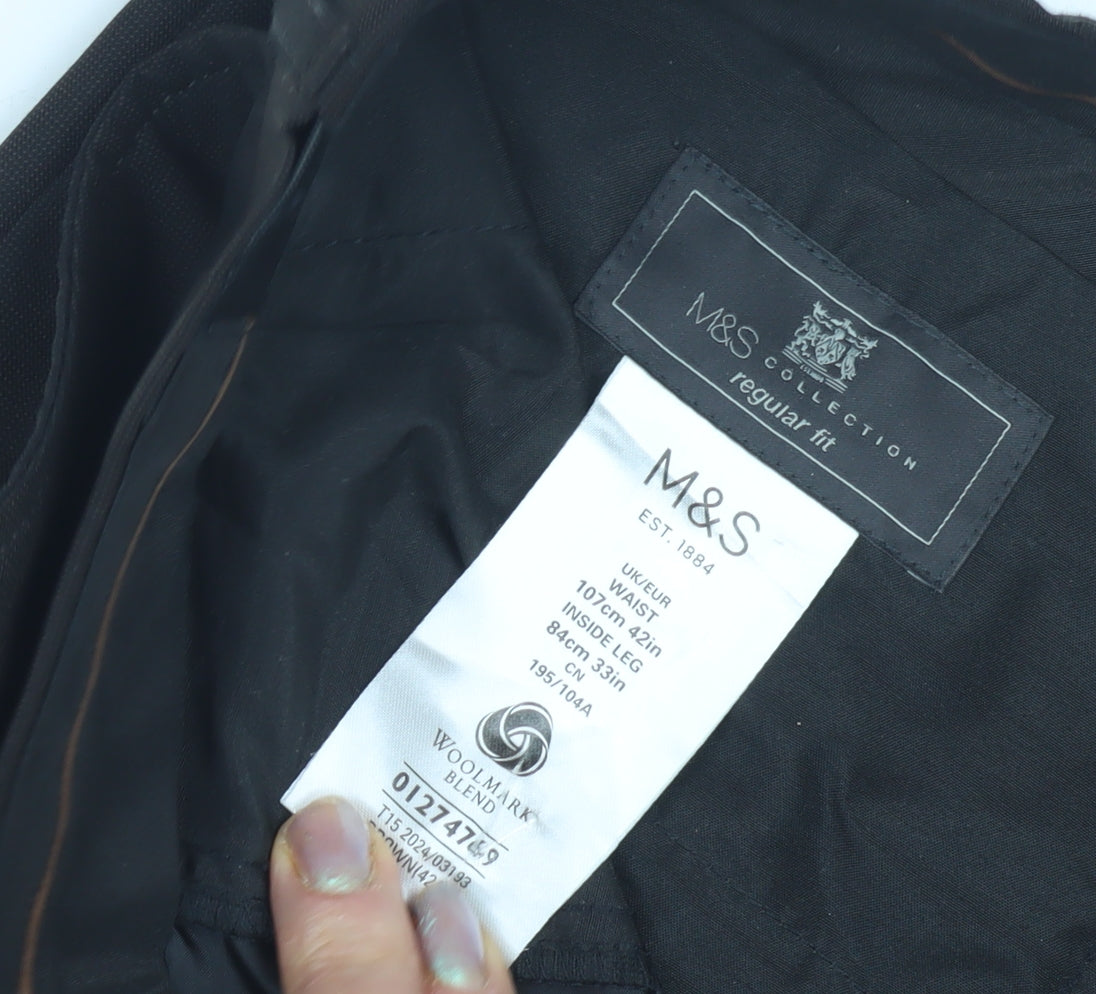 M&S
COLLECTION
regular fit
M&S
EST. 1884
UK/EUR
WAIST
107cm 42in
INSIDE LEG
84cm 33in
CN
195/104A
WOOLMARK
BLEND
T15 2024/03193